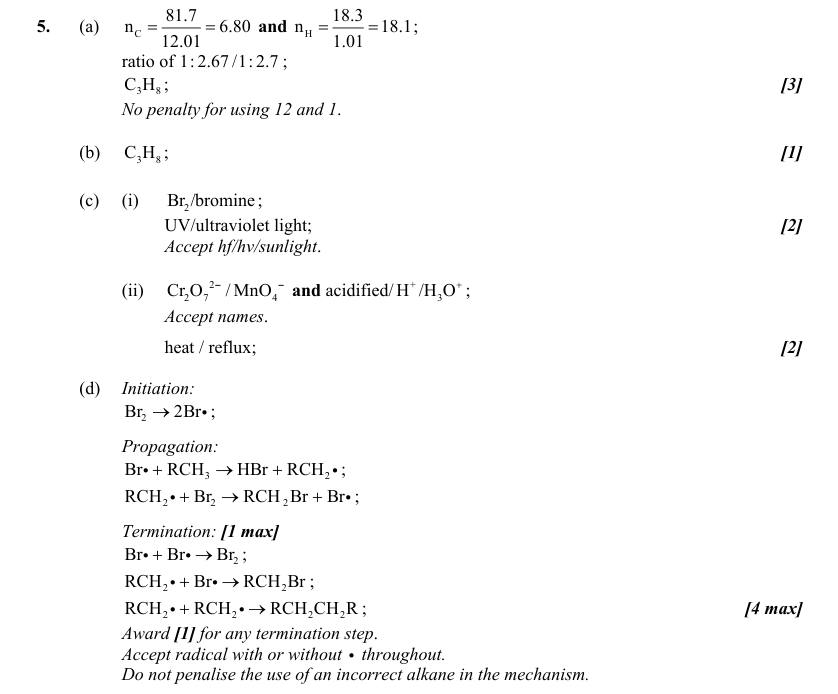 5. (a) n_C = 81.7/12.01 = 6.80 and n_H = 18.3/1.01 = 18.1;
ratio of 1:2.67/1:2.7;
C₃H₈; [3]
No penalty for using 12 and 1.
(b) C₃H₈; [1]
(c) (i) Br₂/bromine;
UV/ultraviolet light; [2]
Accept hf/hv/sunlight.
(ii) Cr₂O₇²⁻ / MnO₄⁻ and acidified/ H⁺ /H₃O⁺;
Accept names.
heat / reflux; [2]
(d) Initiation:
Br₂ → 2Br•;
Propagation:
Br• + RCH₃ → HBr + RCH₂•;
RCH₂• + Br₂ → RCH₂Br + Br•;
Termination: [1 max]
Br• + Br• → Br₂;
RCH₂• + Br• → RCH₂Br;
RCH₂• + RCH₂• → RCH₂CH₂R; [4 max]
Award [1] for any termination step.
Accept radical with or without • throughout.
Do not penalise the use of an incorrect alkane in the mechanism.